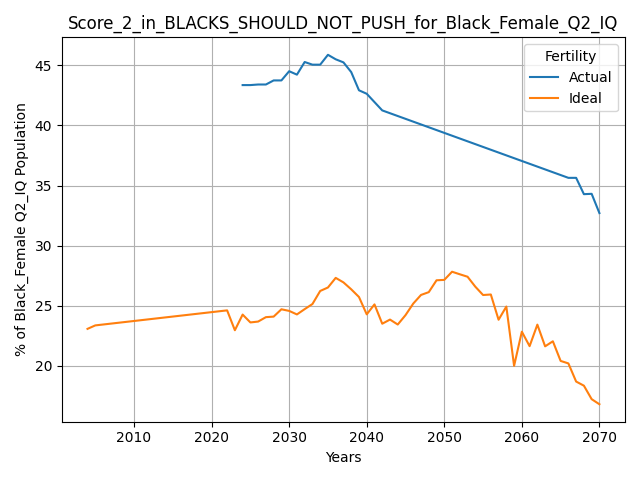 Score_2_in_BLACKS_SHOULD_NOT_PUSH_for_Black_Female_Q2_IQ
Fertility
Actual
Ideal
45
40
35
30
25
20
% of Black_Female Q2_IQ Population
2010 2020 2030 2040 2050 2060 2070
Years